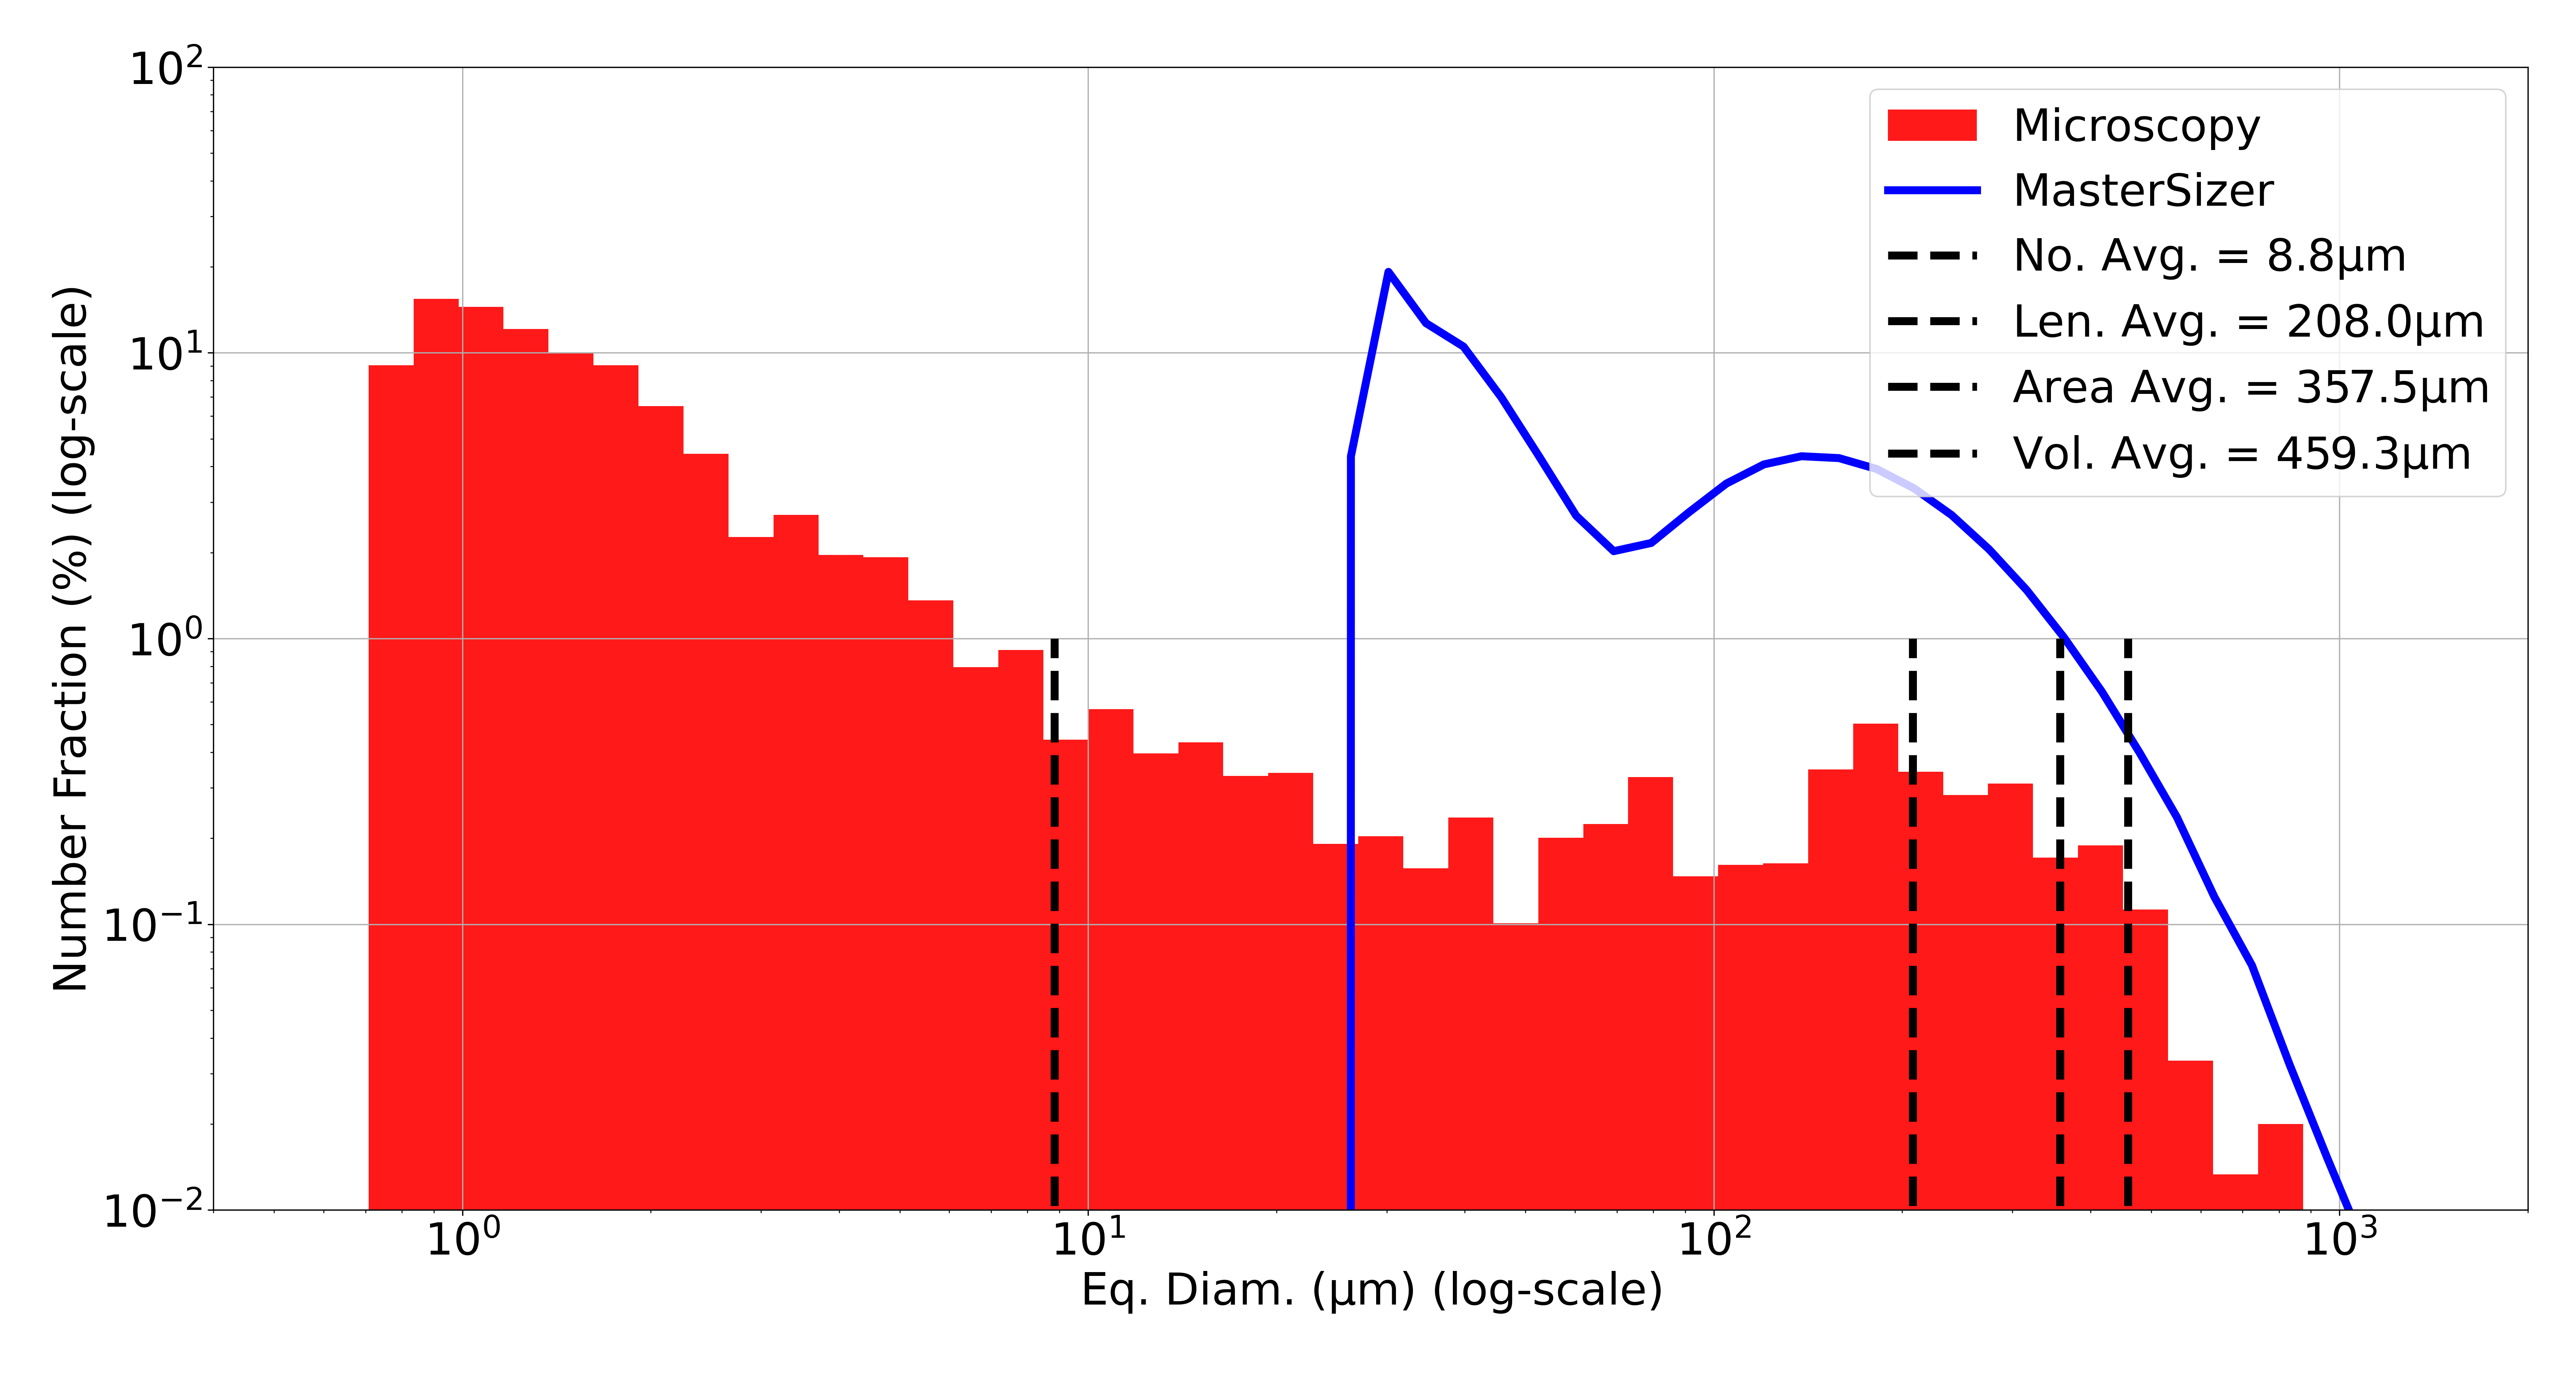 10²
10¹
10⁰
10⁻¹
10⁻²
Number Fraction (%) (log-scale)
Microscopy
MasterSizer
No. Avg. = 8.8µm
Len. Avg. = 208.0µm
Area Avg. = 357.5µm
Vol. Avg. = 459.3µm
10⁰ 10¹ 10² 10³
Eq. Diam. (µm) (log-scale)